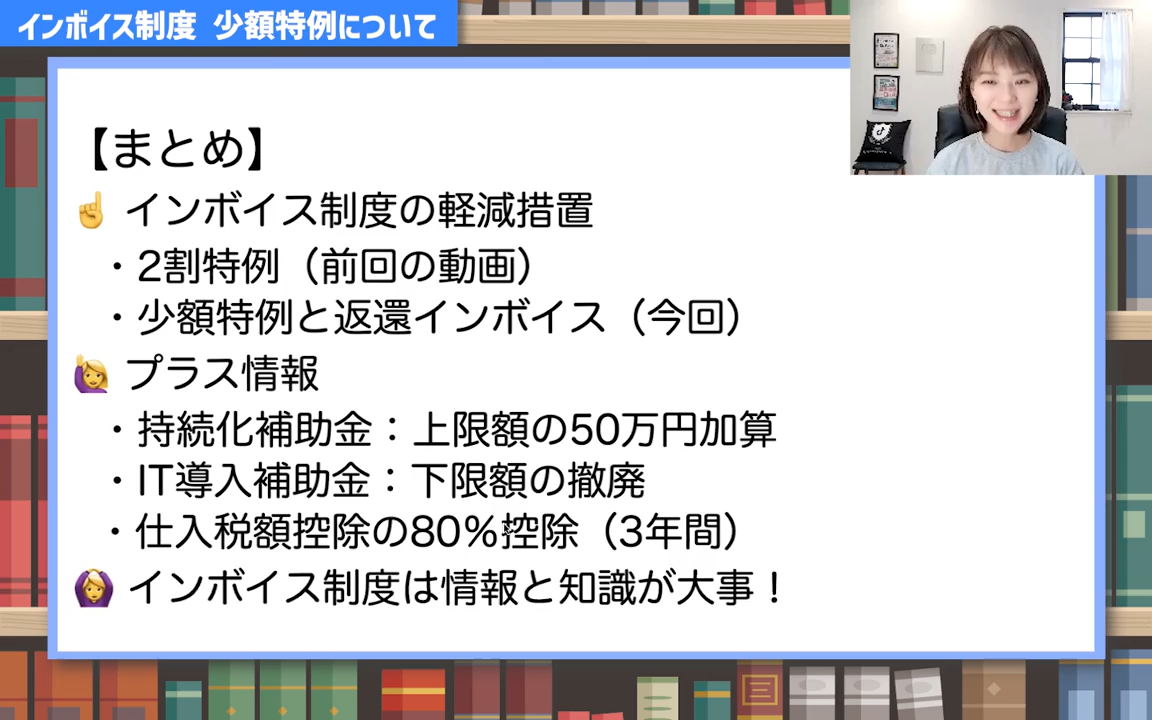 インボイス制度 少額特例について
【まとめ】
☝ インボイス制度の軽減措置
・2割特例（前回の動画）
・少額特例と返還インボイス（今回）
🙋‍♀️ プラス情報
・持続化補助金：上限額の50万円加算
・IT導入補助金：下限額の撤廃
・仕入税額控除の80％控除（3年間）
🙆‍♀️ インボイス制度は情報と知識が大事！